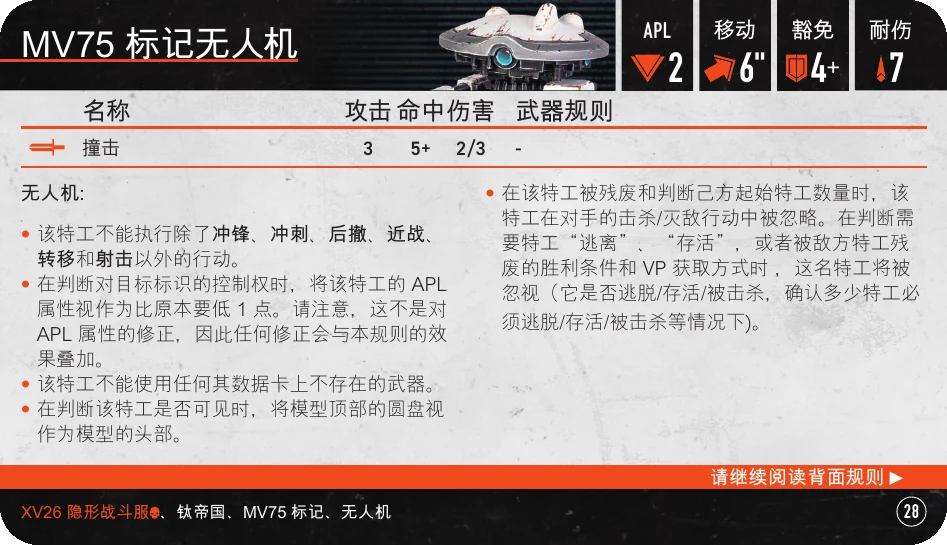 MV75 标记无人机
APL 移动 豁免 耐伤
2 6" 4+ 7
名称 攻击 命中 伤害 武器规则
撞击 3 5+ 2/3 -
无人机:
• 该特工不能执行除了冲锋、冲刺、后撤、近战、
转移和射击以外的行动。
• 在判断对目标标识的控制权时，将该特工的 APL
属性视作为比原本要低 1 点。请注意，这不是对
APL 属性的修正，因此任何修正会与本规则的效
果叠加。
• 该特工不能使用任何其数据卡上不存在的武器。
• 在判断该特工是否可见时，将模型顶部的圆盘视
作为模型的头部。
• 在该特工被残废和判断己方起始特工数量时，该
特工在对手的击杀/灭敌行动中被忽略。在判断需
要特工“逃离”、“存活”，或者被敌方特工残
废的胜利条件和 VP 获取方式时，这名特工将被
忽视（它是否逃脱/存活/被击杀，确认多少特工必
须逃脱/存活/被击杀等情况下)。
请继续阅读背面规则 ▶
XV26 隐形战斗服、钛帝国、MV75 标记、无人机
28